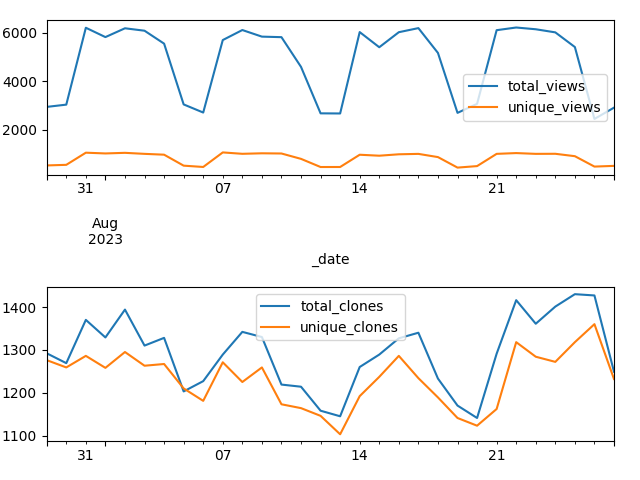 6000
4000
2000
total_views
unique_views
31 07 14 21
Aug
2023
_date
1400
1300
1200
1100
total_clones
unique_clones
31 07 14 21